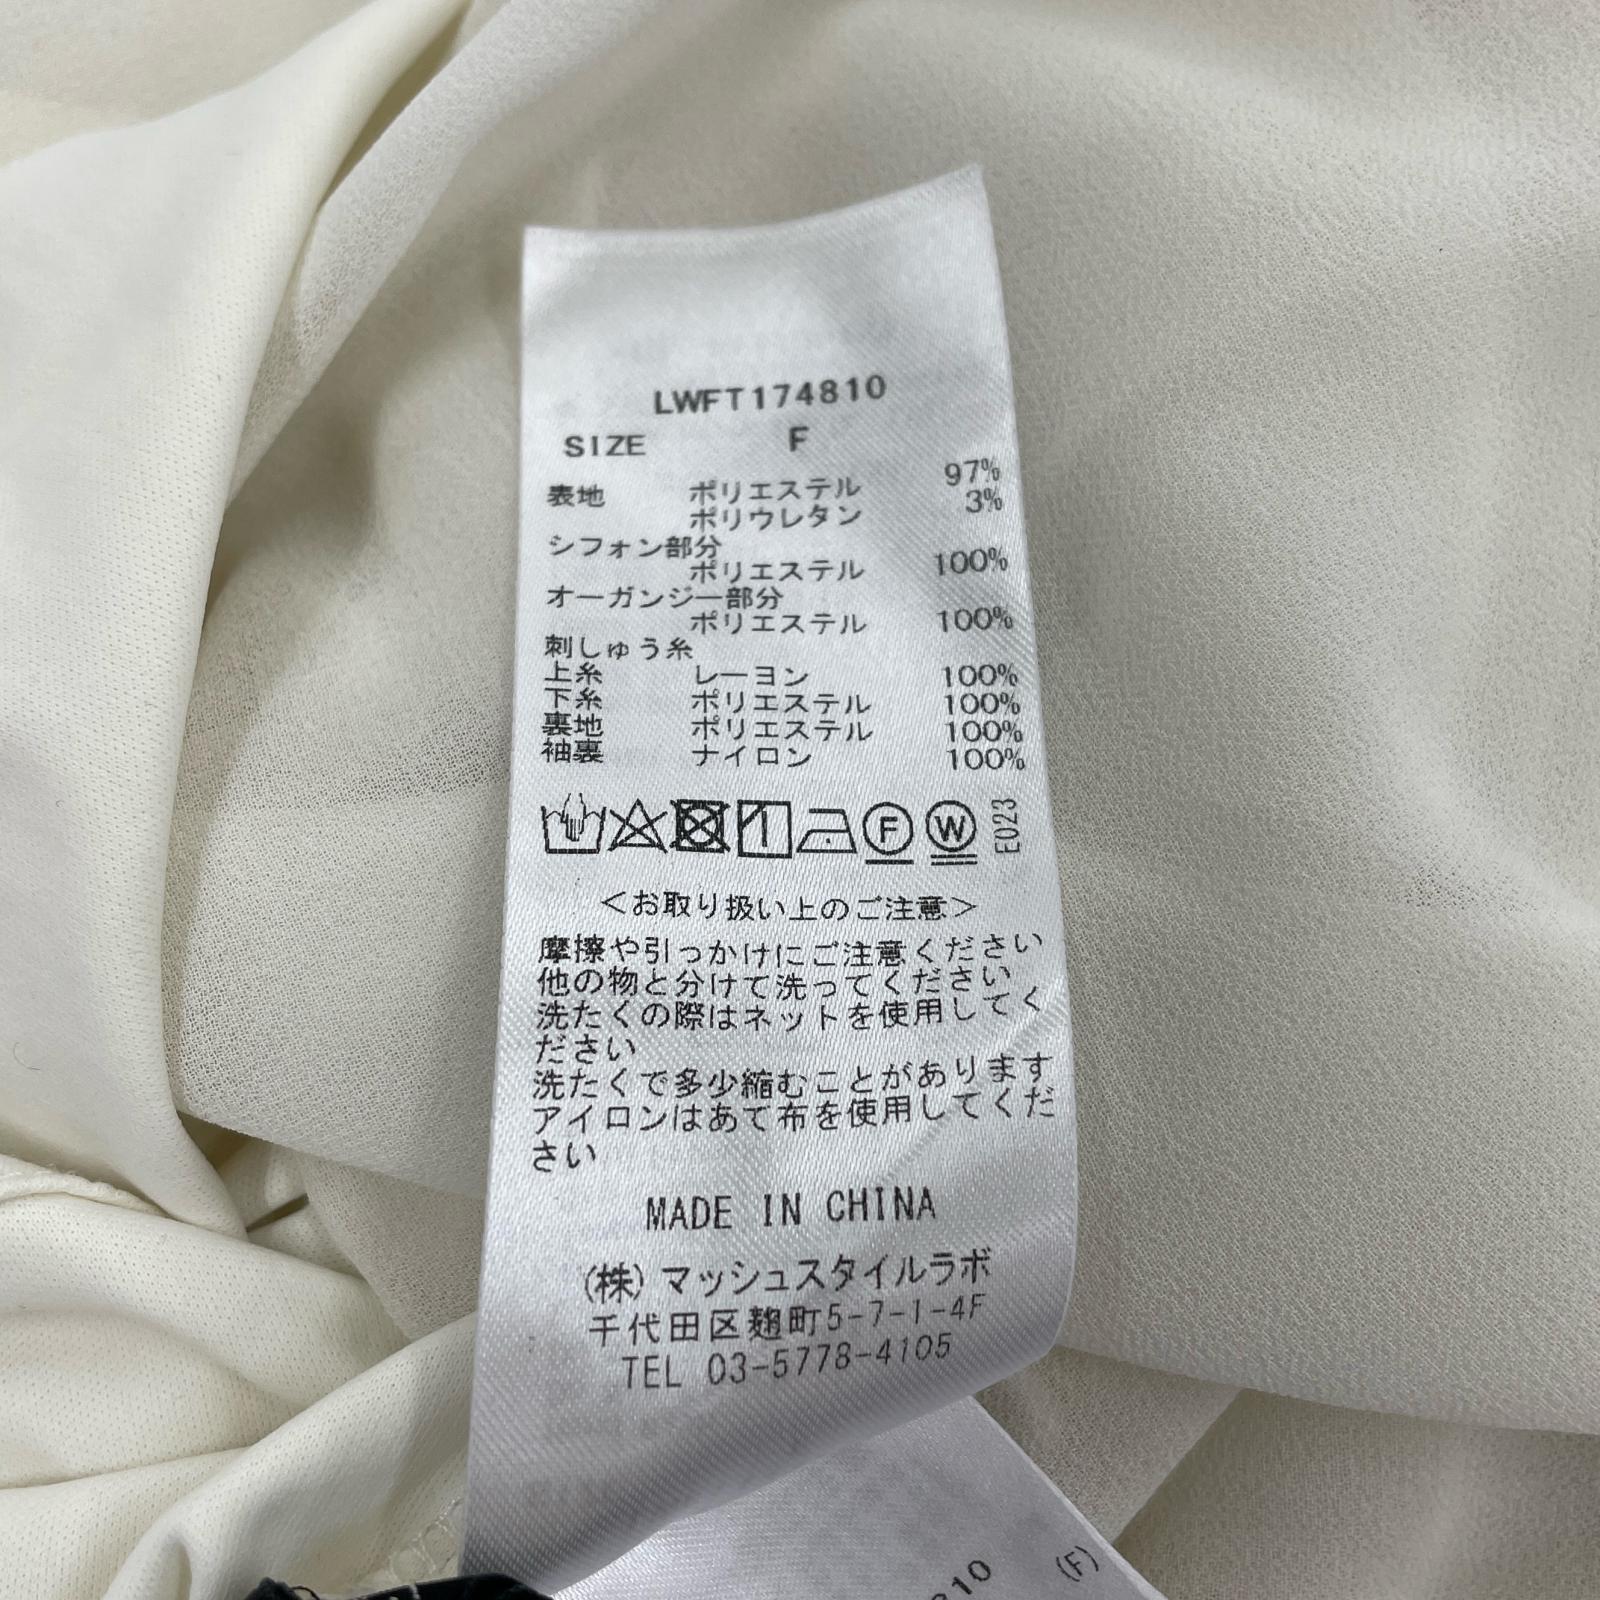 LWFT174810
SIZE F
表地 ポリエステル 97%
ポリウレタン 3%
シフォン部分
ポリエステル 100%
オーガンジー部分
ポリエステル 100%
刺しゅう糸
上糸 レーヨン 100%
下糸 ポリエステル 100%
裏地 ポリエステル 100%
袖裏 ナイロン 100%
F W E023
<お取り扱い上のご注意>
摩擦や引っかけにご注意ください
他の物と分けて洗ってください
洗たくの際はネットを使用してく
ださい
洗たくで多少縮むことがあります
アイロンはあて布を使用してくだ
さい
MADE IN CHINA
(株)マッシュスタイルラボ
千代田区麹町5-7-1-4F
TEL 03-5778-4105
810 (F)